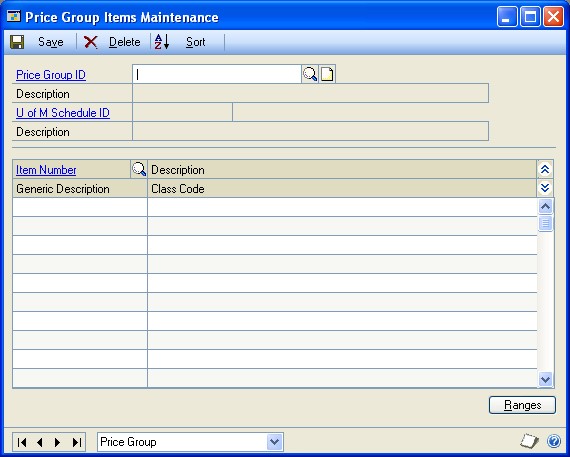 Price Group Items Maintenance
Save Delete Sort
Price Group ID
Description
U of M Schedule ID
Description
Item Number Description
Generic Description Class Code
Ranges
Price Group